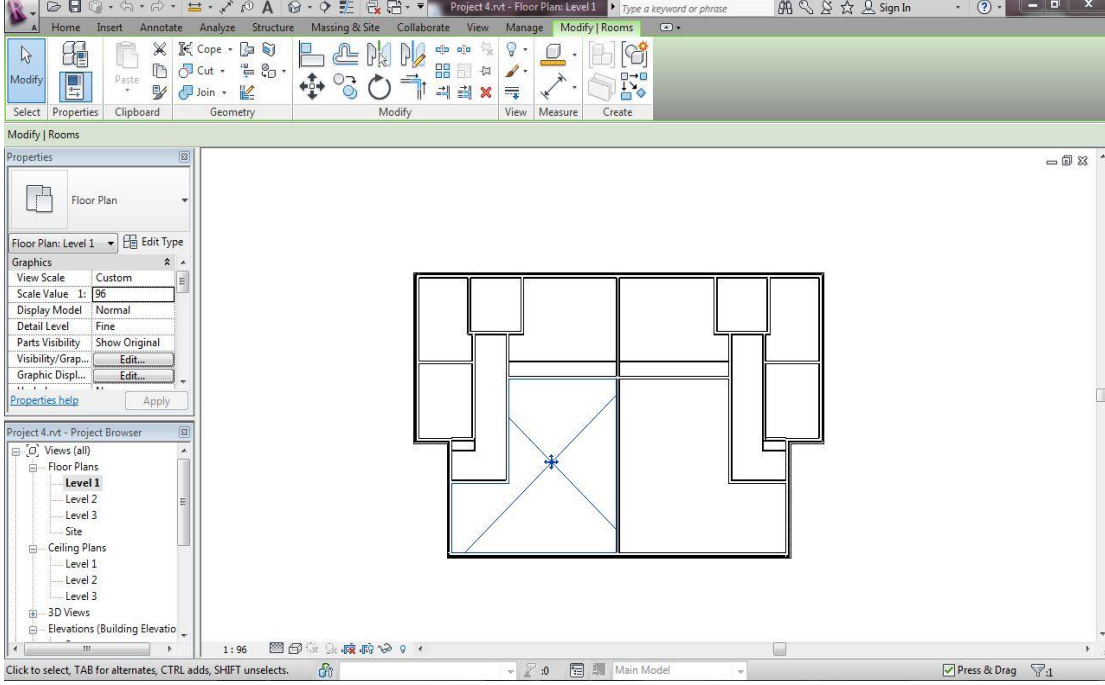 Project 4.rvt - Floor Plan: Level 1 Type a keyword or phrase Sign In
Home Insert Annotate Analyze Structure Massing & Site Collaborate View Manage Modify | Rooms
Modify Paste Cope Cut Join
Select Properties Clipboard Geometry Modify View Measure Create
Modify | Rooms
Properties
Floor Plan
Floor Plan: Level 1 Edit Type
Graphics
View Scale Custom
Scale Value 1: 96
Display Model Normal
Detail Level Fine
Parts Visibility Show Original
Visibility/Grap... Edit...
Graphic Displ... Edit...
Properties help Apply
Project 4.rvt - Project Browser
Views (all)
Floor Plans
Level 1
Level 2
Level 3
Site
Ceiling Plans
Level 1
Level 2
Level 3
3D Views
Elevations (Building Elevatio
1 : 96
Click to select, TAB for alternates, CTRL adds, SHIFT unselects. :0 Main Model Press & Drag :1